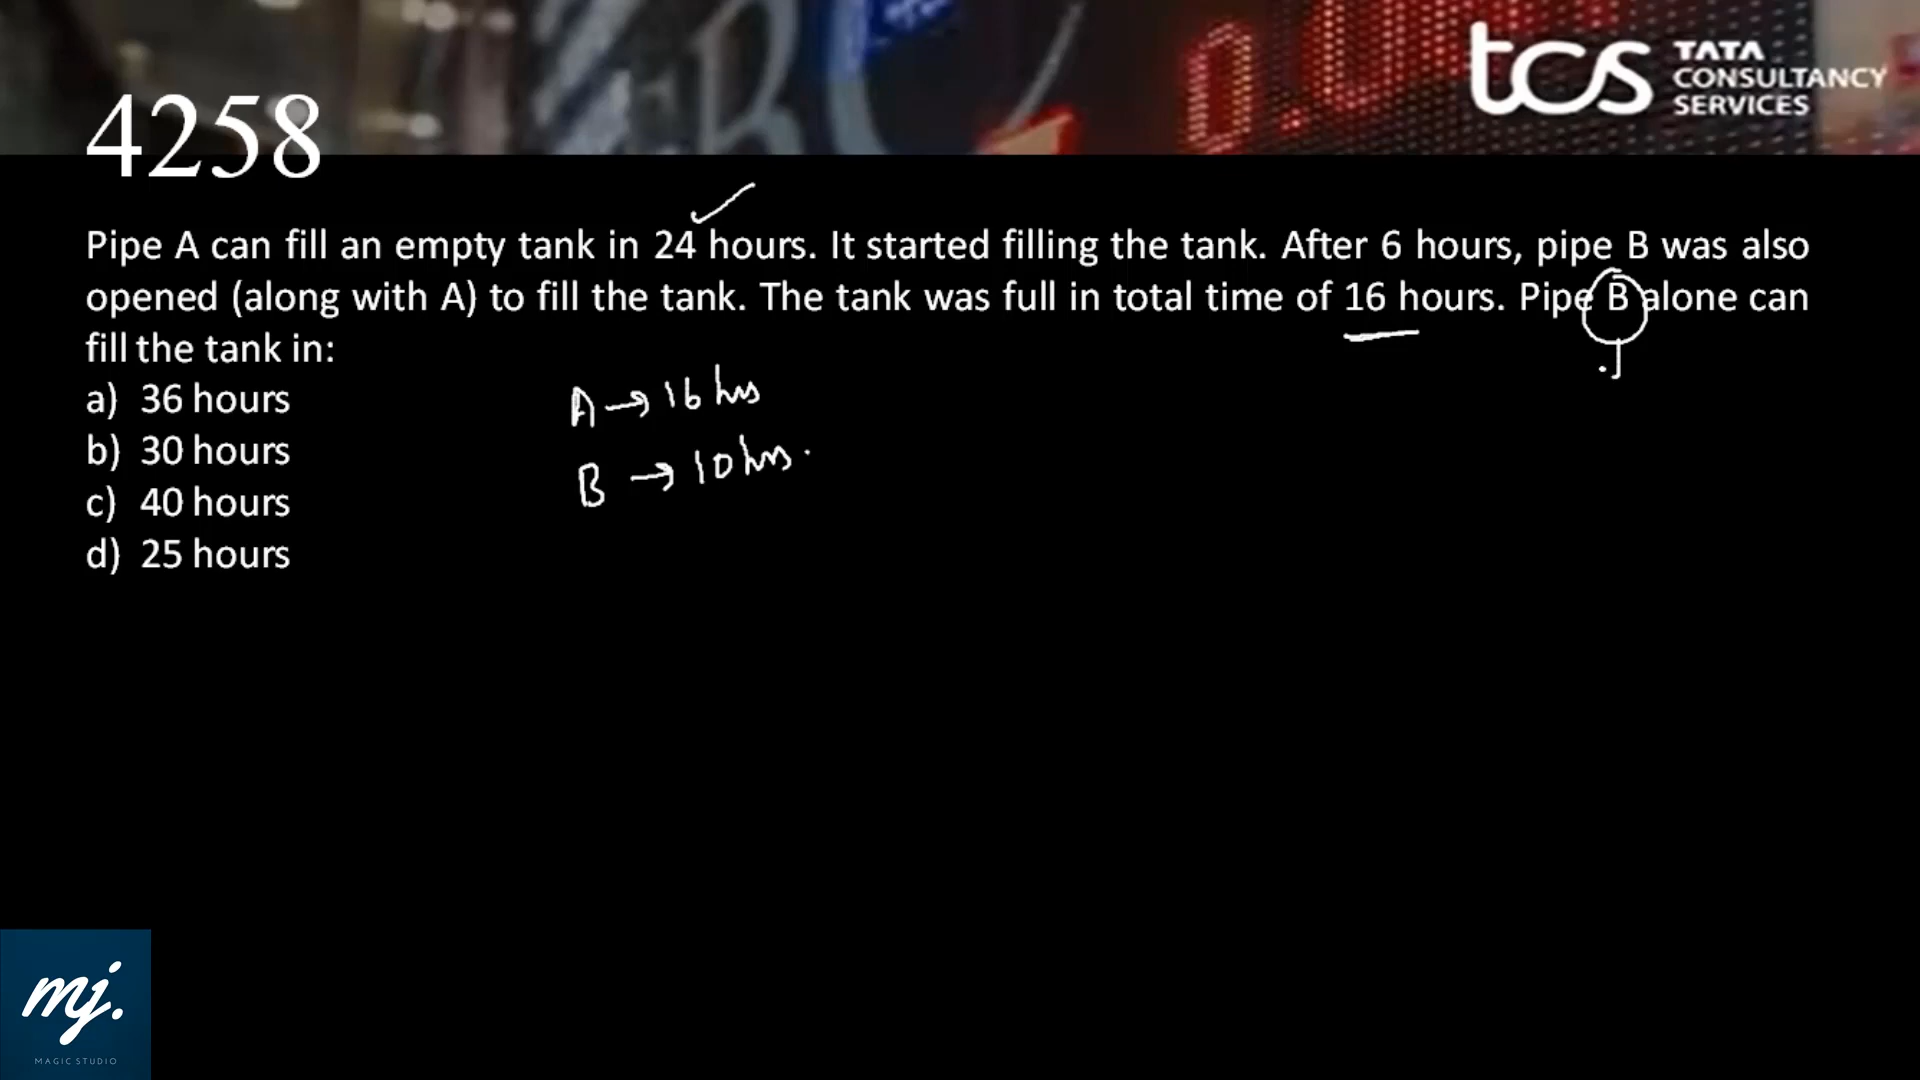 tcs TATA
CONSULTANCY
SERVICES
4258
Pipe A can fill an empty tank in 24 hours. It started filling the tank. After 6 hours, pipe B was also
opened (along with A) to fill the tank. The tank was full in total time of 16 hours. Pipe B alone can
fill the tank in:
a) 36 hours
b) 30 hours
c) 40 hours
d) 25 hours
A → 16 hrs
B → 10 hrs.
mj.
MAGIC STUDIO